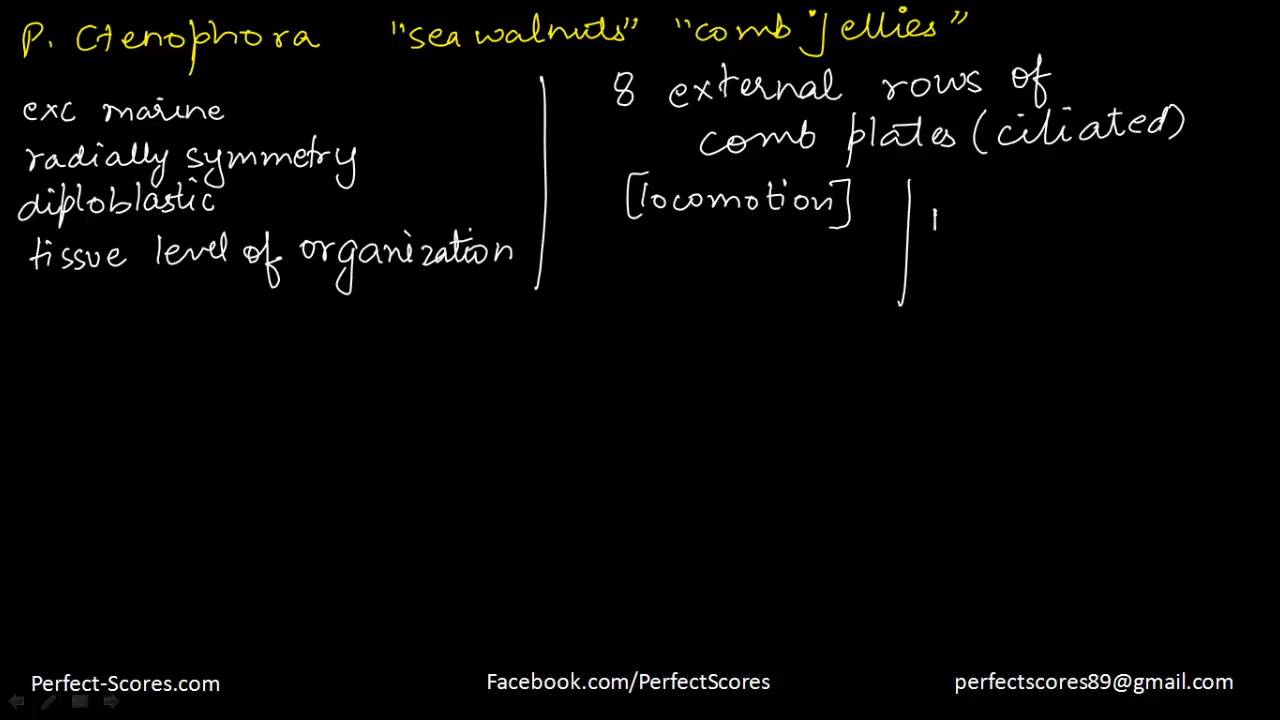 P. Ctenophora "sea walnuts" "comb jellies"
exc marine
radially symmetry
diploblastic
tissue level of organization
8 external rows of
comb plates (ciliated)
[locomotion]
Perfect-Scores.com
Facebook.com/PerfectScores
perfectscores89@gmail.com